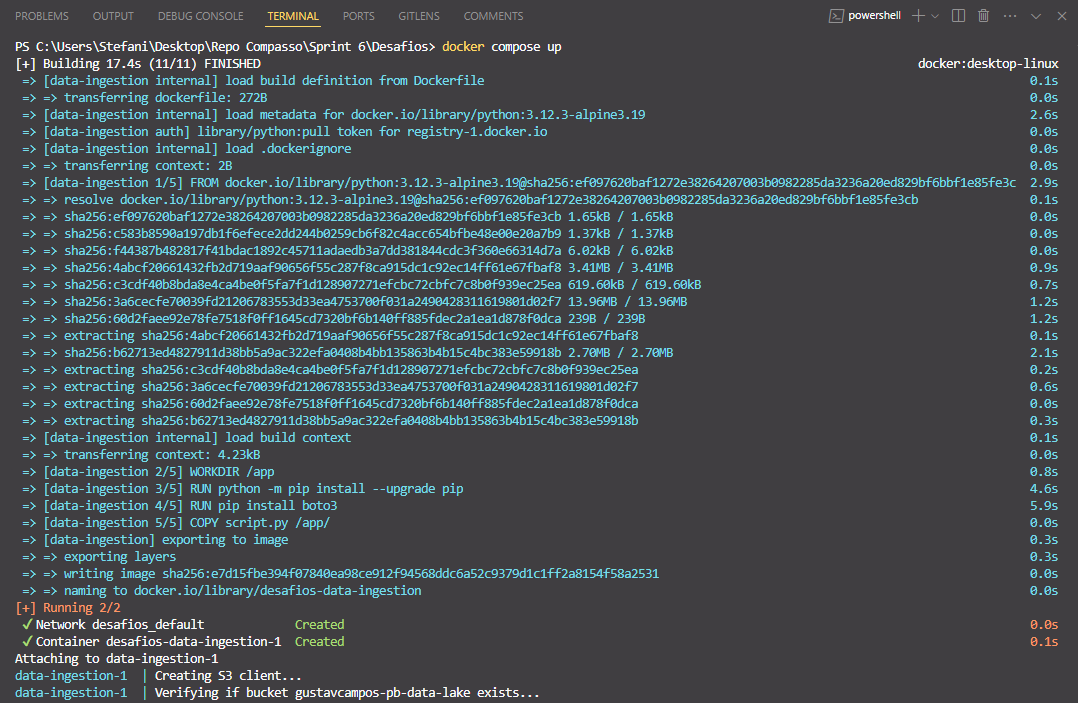 PROBLEMS OUTPUT DEBUG CONSOLE TERMINAL PORTS GITLENS COMMENTS powershell
PS C:\Users\Stefani\Desktop\Repo Compasso\Sprint 6\Desafios> docker compose up
[+] Building 17.4s (11/11) FINISHED docker:desktop-linux
=> [data-ingestion internal] load build definition from Dockerfile 0.1s
=> => transferring dockerfile: 272B 0.0s
=> [data-ingestion internal] load metadata for docker.io/library/python:3.12.3-alpine3.19 2.6s
=> [data-ingestion auth] library/python:pull token for registry-1.docker.io 0.0s
=> [data-ingestion internal] load .dockerignore 0.0s
=> => transferring context: 2B 0.0s
=> [data-ingestion 1/5] FROM docker.io/library/python:3.12.3-alpine3.19@sha256:ef097620baf1272e38264207003b0982285da3236a20ed829bf6bbf1e85fe3c 2.9s
=> => resolve docker.io/library/python:3.12.3-alpine3.19@sha256:ef097620baf1272e38264207003b0982285da3236a20ed829bf6bbf1e85fe3cb 0.1s
=> => sha256:ef097620baf1272e38264207003b0982285da3236a20ed829bf6bbf1e85fe3cb 1.65kB / 1.65kB 0.0s
=> => sha256:c583b8590a197db1f6efece2dd244b0259cb6f82c4acc654bfbe48e00e20a7b9 1.37kB / 1.37kB 0.0s
=> => sha256:f44387b482817f41bdac1892c45711adaedb3a7dd381844cdc3f360e66314d7a 6.02kB / 6.02kB 0.0s
=> => sha256:4abcf20661432fb2d719aaf90656f55c287f8ca915dc1c92ec14ff61e67fbaf8 3.41MB / 3.41MB 0.9s
=> => sha256:c3cdf40b8bda8e4ca4be0f5fa7f1d128907271efcbc72cbfc7c8b0f939ec25ea 619.60kB / 619.60kB 0.7s
=> => sha256:3a6cecfe70039fd21206783553d33ea4753700f031a2490428311619801d02f7 13.96MB / 13.96MB 1.2s
=> => sha256:60d2faee92e78fe7518f0ff1645cd7320bf6b140ff885fdec2a1ea1d878f0dca 239B / 239B 1.2s
=> => extracting sha256:4abcf20661432fb2d719aaf90656f55c287f8ca915dc1c92ec14ff61e67fbaf8 0.1s
=> => sha256:b62713ed4827911d38bb5a9ac322efa0408b4bb135863b4b15c4bc383e59918b 2.70MB / 2.70MB 2.1s
=> => extracting sha256:c3cdf40b8bda8e4ca4be0f5fa7f1d128907271efcbc72cbfc7c8b0f939ec25ea 0.2s
=> => extracting sha256:3a6cecfe70039fd21206783553d33ea4753700f031a2490428311619801d02f7 0.6s
=> => extracting sha256:60d2faee92e78fe7518f0ff1645cd7320bf6b140ff885fdec2a1ea1d878f0dca 0.0s
=> => extracting sha256:b62713ed4827911d38bb5a9ac322efa0408b4bb135863b4b15c4bc383e59918b 0.3s
=> [data-ingestion internal] load build context 0.1s
=> => transferring context: 4.23kB 0.0s
=> [data-ingestion 2/5] WORKDIR /app 0.8s
=> [data-ingestion 3/5] RUN python -m pip install --upgrade pip 4.6s
=> [data-ingestion 4/5] RUN pip install boto3 5.9s
=> [data-ingestion 5/5] COPY script.py /app/ 0.0s
=> [data-ingestion] exporting to image 0.3s
=> => exporting layers 0.3s
=> => writing image sha256:e7d15fbe394f07840ea98ce912f94568ddc6a52c9379d1c1ff2a8154f58a2531 0.0s
=> => naming to docker.io/library/desafios-data-ingestion 0.0s
[+] Running 2/2
✓ Network desafios_default Created 0.0s
✓ Container desafios-data-ingestion-1 Created 0.1s
Attaching to data-ingestion-1
data-ingestion-1 | Creating S3 client...
data-ingestion-1 | Verifying if bucket gustavcampos-pb-data-lake exists...